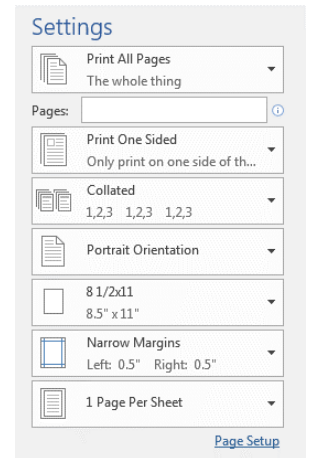 Settings
Print All Pages
The whole thing
Pages:
Print One Sided
Only print on one side of th...
Collated
1,2,3 1,2,3 1,2,3
Portrait Orientation
8 1/2x11
8.5" x 11"
Narrow Margins
Left: 0.5" Right: 0.5"
1 Page Per Sheet
Page Setup